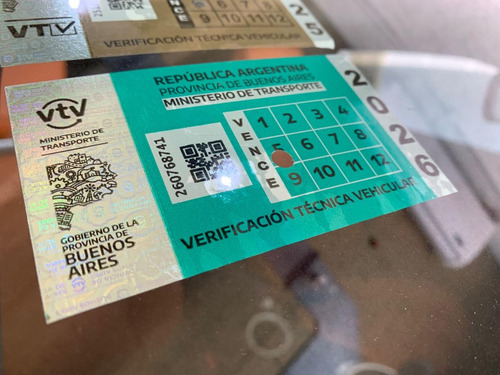 VTV
9 10 11 12
25
VERIFICACIÓN TÉCNICA VEHICULAR
vtv
MINISTERIO DE
TRANSPORTE
GOBIERNO DE LA
PROVINCIA DE
BUENOS
AIRES
REPÚBLICA ARGENTINA
PROVINCIA DE BUENOS AIRES
MINISTERIO DE TRANSPORTE
260768741
VENCE
1 2 3 4
5 6 7 8
9 10 11 12
2026
VERIFICACIÓN TÉCNICA VEHICULAR